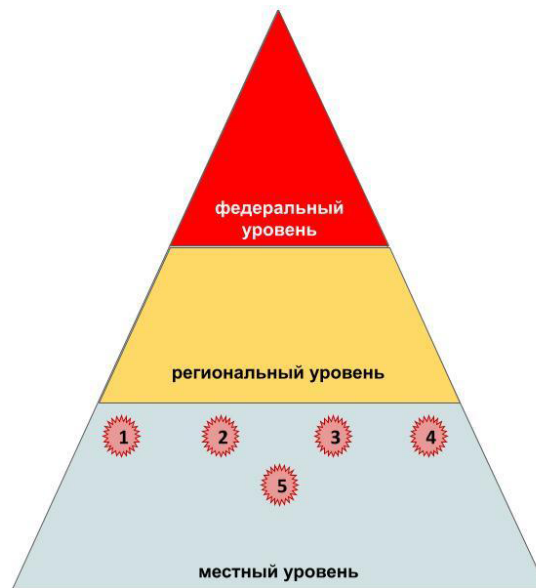 федеральный
уровень
региональный уровень
1 2 3 4
5
местный уровень